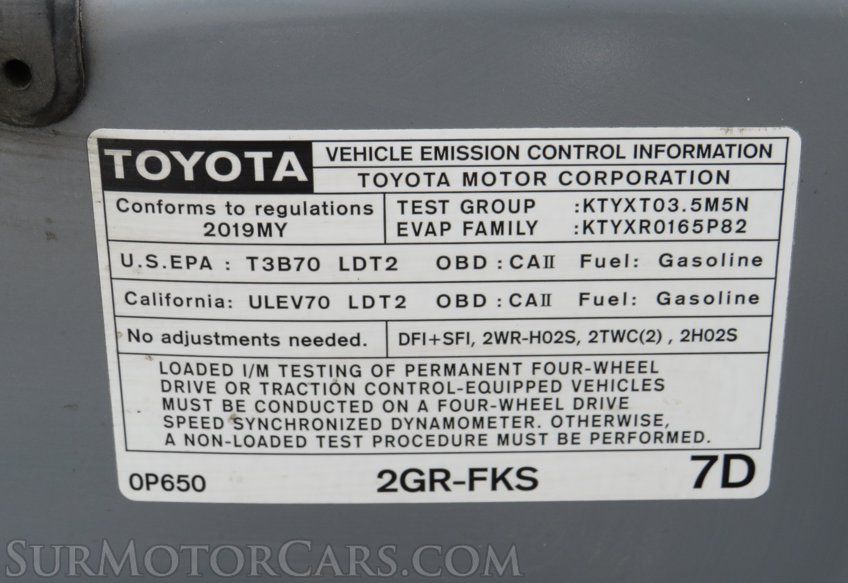 TOYOTA
VEHICLE EMISSION CONTROL INFORMATION
TOYOTA MOTOR CORPORATION
Conforms to regulations
2019MY
TEST GROUP :KTYXT03.5M5N
EVAP FAMILY :KTYXR0165P82
U.S.EPA : T3B70 LDT2 OBD : CAII Fuel: Gasoline
California: ULEV70 LDT2 OBD : CAII Fuel: Gasoline
No adjustments needed.
DFI+SFI, 2WR-HO2S, 2TWC(2) , 2HO2S
LOADED I/M TESTING OF PERMANENT FOUR-WHEEL
DRIVE OR TRACTION CONTROL-EQUIPPED VEHICLES
MUST BE CONDUCTED ON A FOUR-WHEEL DRIVE
SPEED SYNCHRONIZED DYNAMOMETER. OTHERWISE,
A NON-LOADED TEST PROCEDURE MUST BE PERFORMED.
0P650 2GR-FKS 7D
SURMOTORCARS.COM